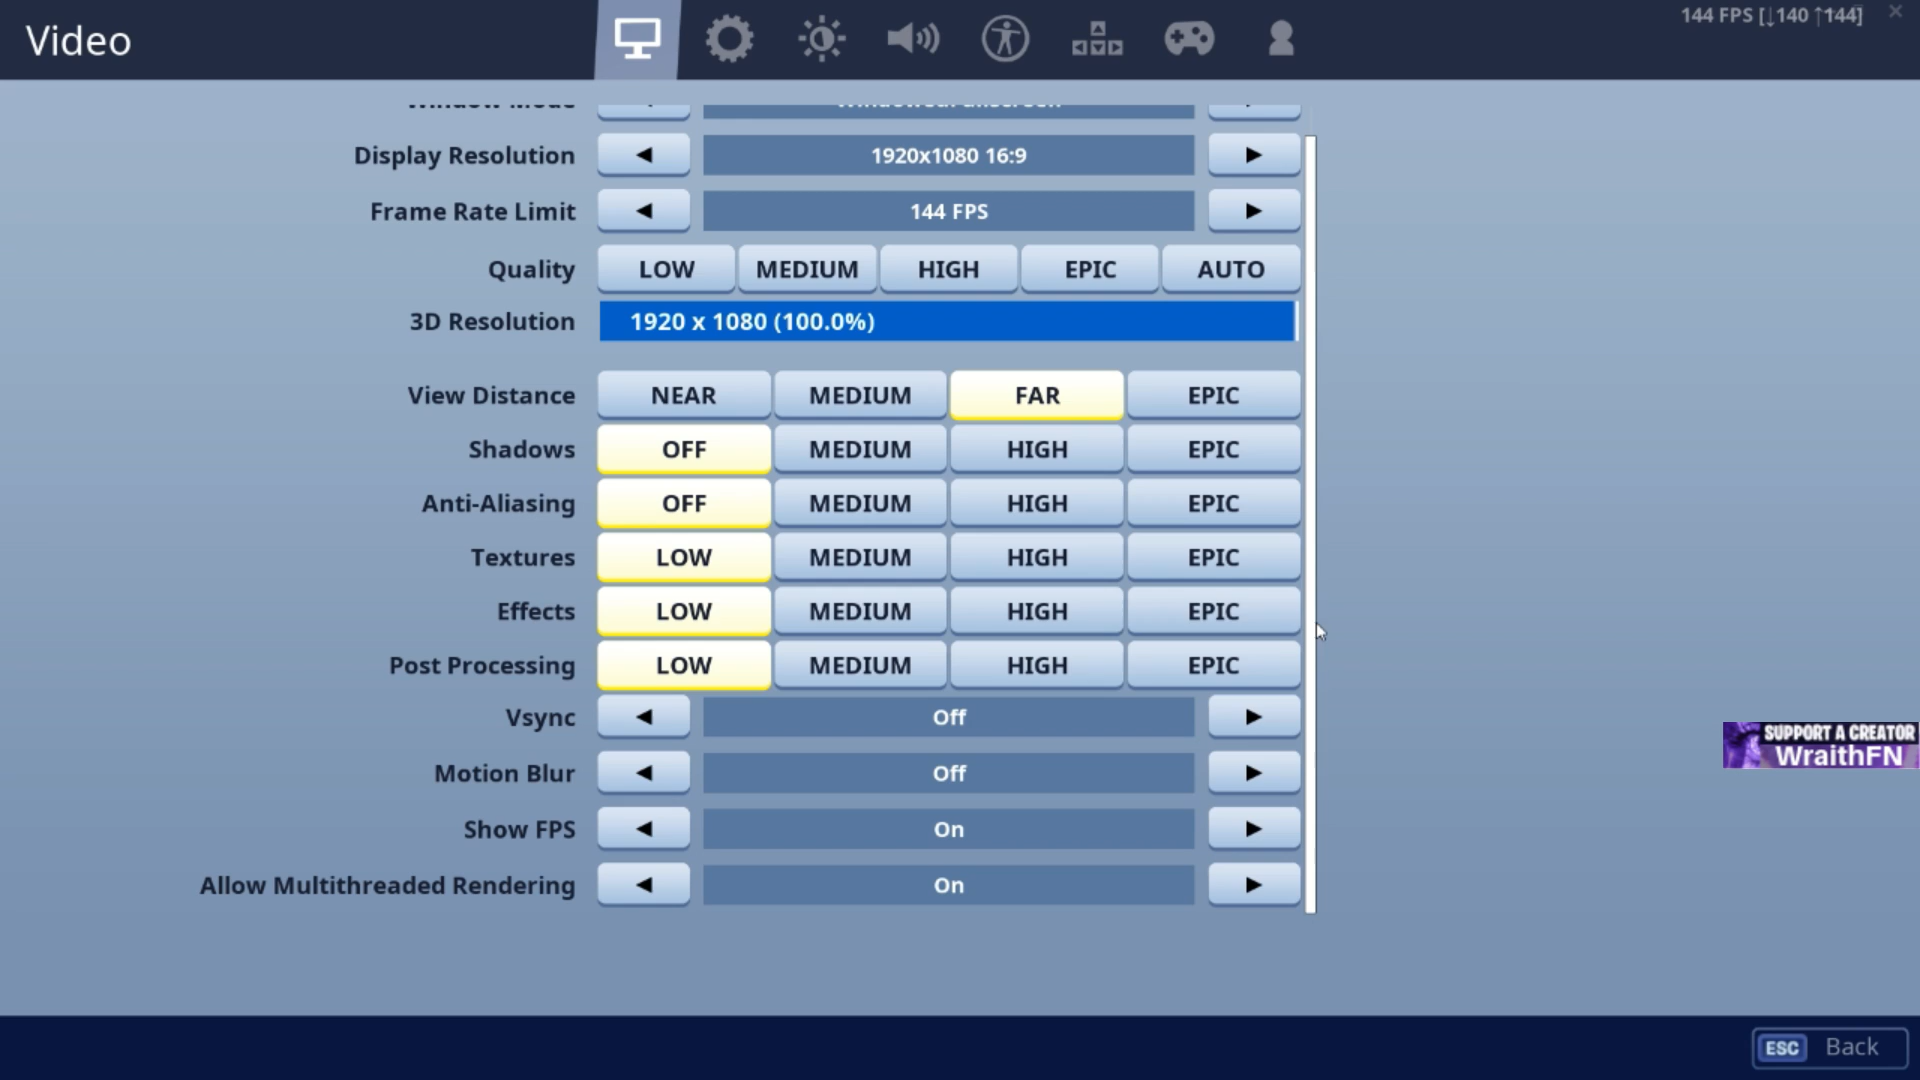 Video
144 FPS [↓140 ↑144]
Window Mode
Display Resolution ◀ 1920x1080 16:9 ▶
Frame Rate Limit ◀ 144 FPS ▶
Quality LOW MEDIUM HIGH EPIC AUTO
3D Resolution 1920 x 1080 (100.0%)
View Distance NEAR MEDIUM FAR EPIC
Shadows OFF MEDIUM HIGH EPIC
Anti-Aliasing OFF MEDIUM HIGH EPIC
Textures LOW MEDIUM HIGH EPIC
Effects LOW MEDIUM HIGH EPIC
Post Processing LOW MEDIUM HIGH EPIC
Vsync ◀ Off ▶
SUPPORT A CREATOR
WraithFN
Motion Blur ◀ Off ▶
Show FPS ◀ On ▶
Allow Multithreaded Rendering ◀ On ▶
ESC Back